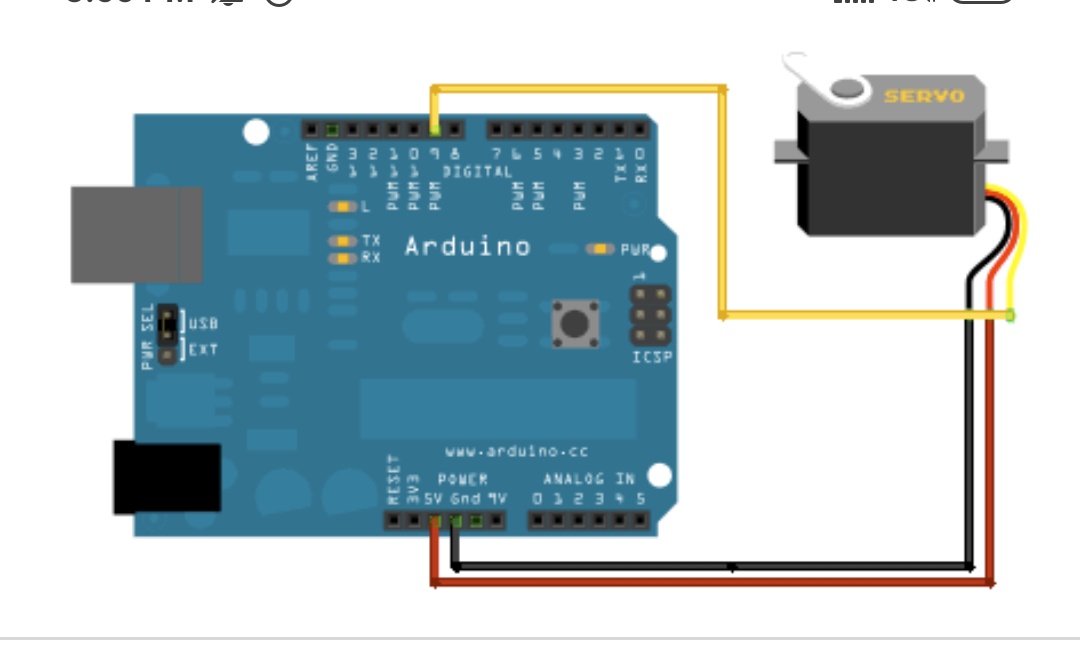 SERVO
AREF
GND
13
12
11
10
9
8
7
6
5
4
3
2
1
0
DIGITAL
PWM
PWM
PWM
PWM
PWM
PWM
TX
RX
L
TX
RX
Arduino
PWR
1
PWR SEL
USB
EXT
ICSP
www.arduino.cc
RESET
3V3
POWER
ANALOG IN
5V Gnd 9V
0 1 2 3 4 5